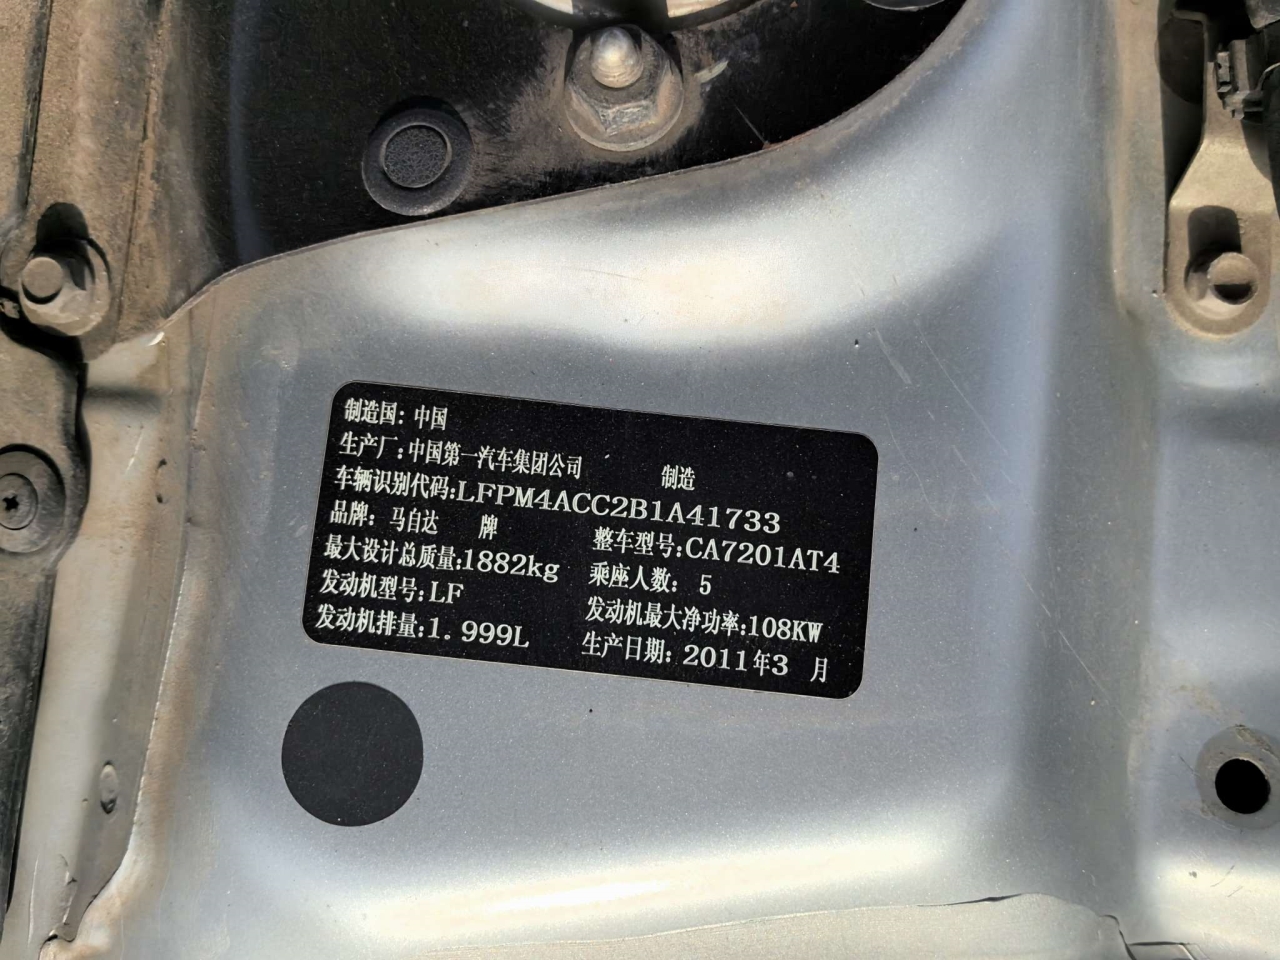 制造国：中国
生产厂：中国第一汽车集团公司 制造
车辆识别代码：LFPM4ACC2B1A41733
品牌：马自达 牌 整车型号：CA7201AT4
最大设计总质量：1882kg 乘座人数：5
发动机型号：LF 发动机最大净功率：108KW
发动机排量：1.999L 生产日期：2011年3 月